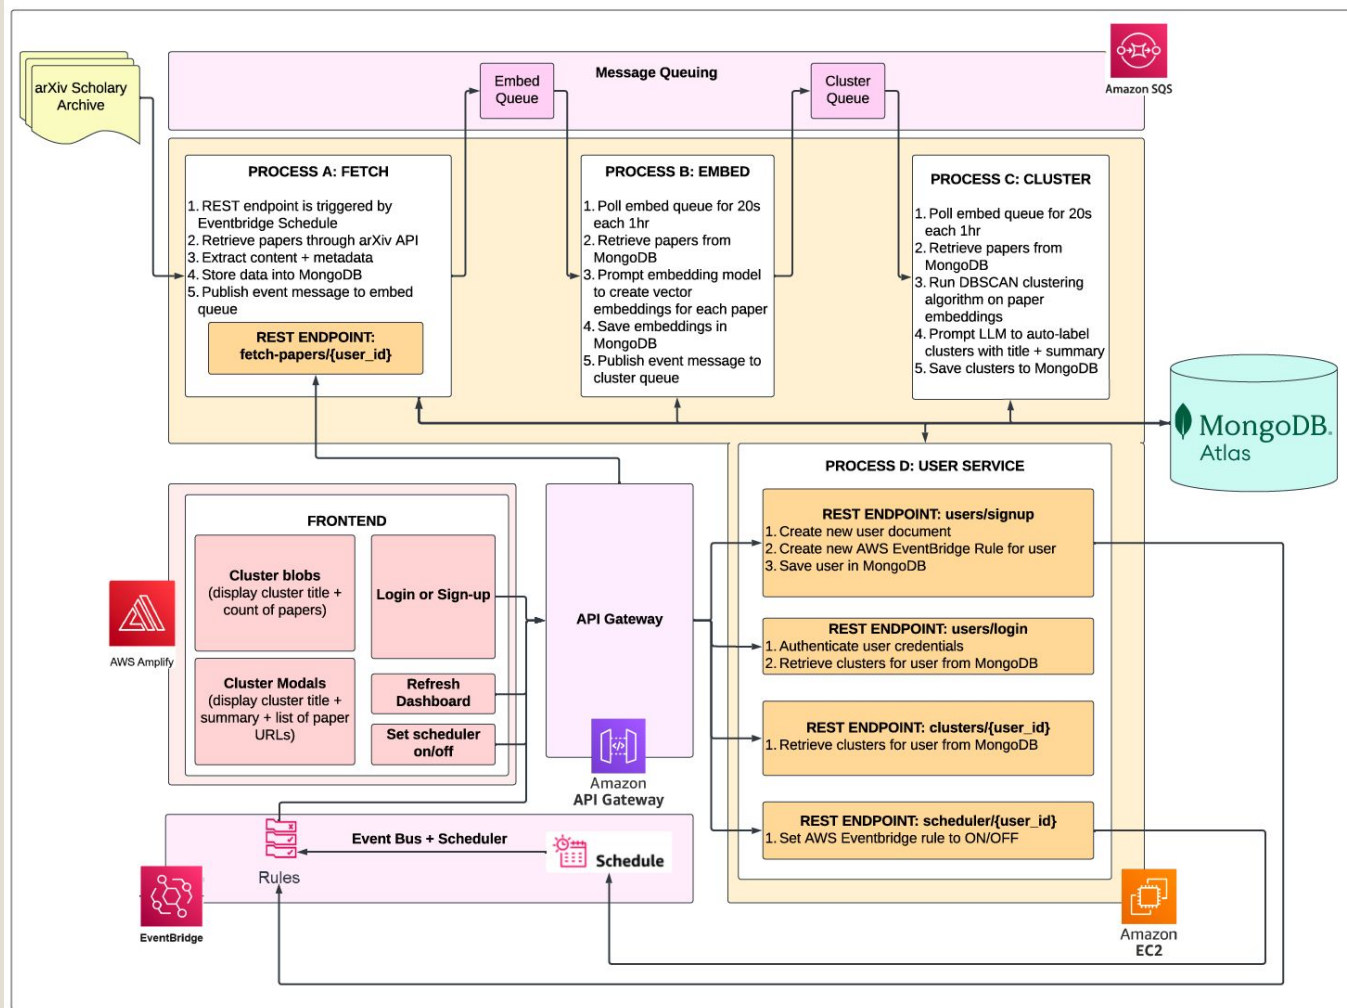 Message Queuing
Amazon SQS
arXiv Scholary
Archive
Embed
Queue
Cluster
Queue
PROCESS A: FETCH
1. REST endpoint is triggered by
Eventbridge Schedule
2. Retrieve papers through arXiv API
3. Extract content + metadata
4. Store data into MongoDB
5. Publish event message to embed
queue
REST ENDPOINT:
fetch-papers/{user_id}
PROCESS B: EMBED
1. Poll embed queue for 20s
each 1hr
2. Retrieve papers from
MongoDB
3. Prompt embedding model
to create vector
embeddings for each paper
4. Save embeddings in
MongoDB
5. Publish event message to
cluster queue
PROCESS C: CLUSTER
1. Poll embed queue for 20s
each 1hr
2. Retrieve papers from
MongoDB
3. Run DBSCAN clustering
algorithm on paper
embeddings
4. Prompt LLM to auto-label
clusters with title + summary
5. Save clusters to MongoDB
MongoDB.
Atlas
FRONTEND
Cluster blobs
(display cluster title +
count of papers)
Login or Sign-up
Cluster Modals
(display cluster title +
summary + list of paper
URLs)
Refresh
Dashboard
Set scheduler
on/off
AWS Amplify
API Gateway
Amazon
API Gateway
PROCESS D: USER SERVICE
REST ENDPOINT: users/signup
1. Create new user document
2. Create new AWS EventBridge Rule for user
3. Save user in MongoDB
REST ENDPOINT: users/login
1. Authenticate user credentials
2. Retrieve clusters for user from MongoDB
REST ENDPOINT: clusters/{user_id}
1. Retrieve clusters for user from MongoDB
REST ENDPOINT: scheduler/{user_id}
1. Set AWS Eventbridge rule to ON/OFF
Event Bus + Scheduler
Rules
Schedule
EventBridge
Amazon
EC2